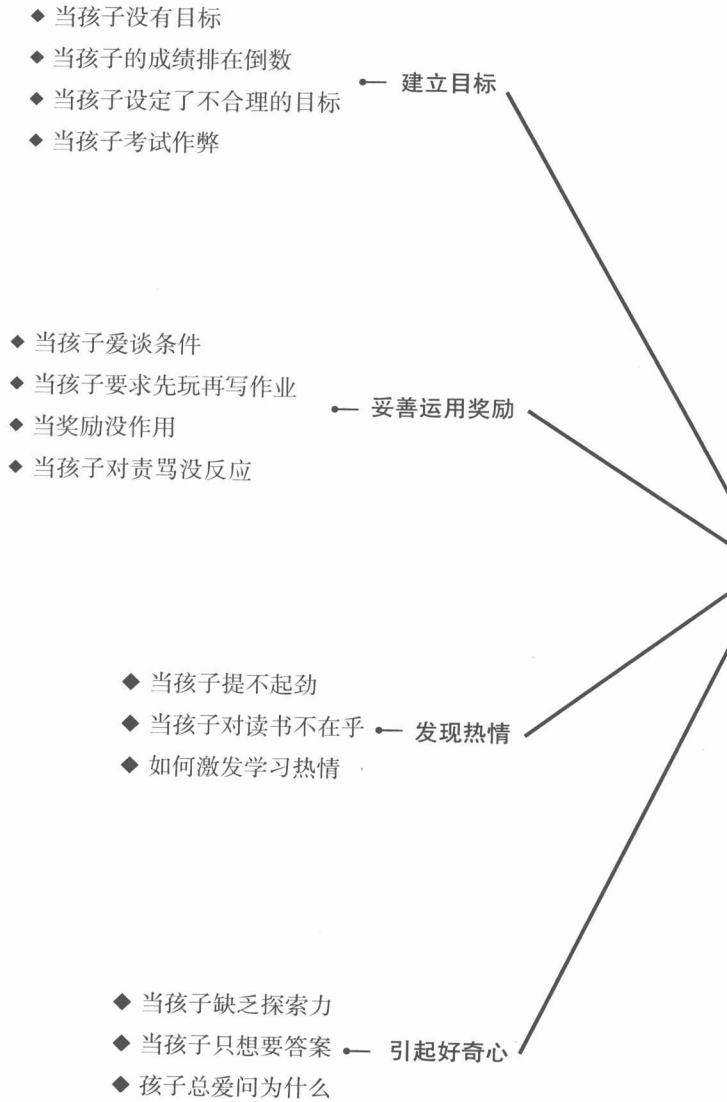 当孩子没有目标
当孩子的成绩排在倒数
当孩子设定了不合理的目标
当孩子考试作弊
建立目标
当孩子爱谈条件
当孩子要求先玩再写作业
当奖励没作用
当孩子对责骂没反应
妥善运用奖励
当孩子提不起劲
当孩子对读书不在乎
如何激发学习热情
发现热情
当孩子缺乏探索力
当孩子只想要答案
孩子总爱问为什么
引起好奇心